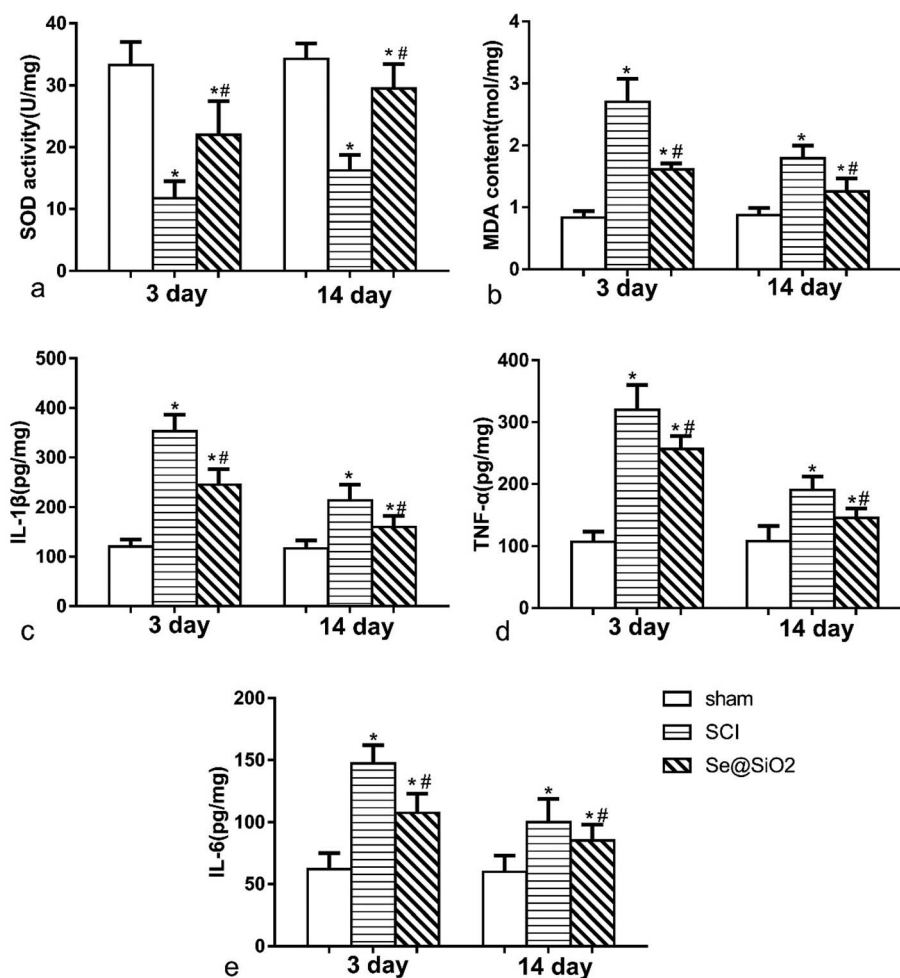 SOD activity(U/mg)
40
30
20
10
0
*
*#
*
*#
3 day
14 day
a
MDA content(mol/mg)
4
3
2
1
0
*
*#
*
*#
3 day
14 day
b
IL-1β(pg/mg)
500
400
300
200
100
0
*
*#
*
*#
3 day
14 day
c
TNF-α(pg/mg)
400
300
200
100
0
*
*#
*
*#
3 day
14 day
d
IL-6(pg/mg)
200
150
100
50
0
*
*#
*
*#
3 day
14 day
e
sham
SCI
Se@SiO2